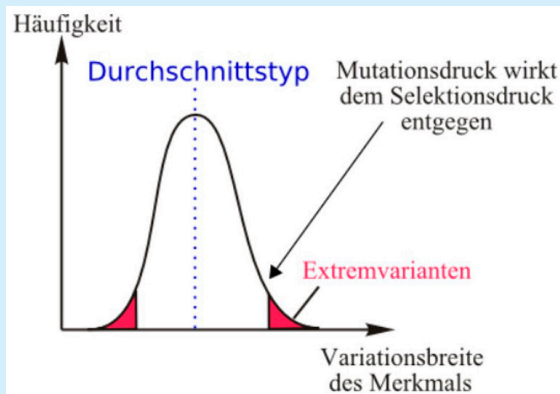 Häufigkeit
Durchschnittstyp
Mutationsdruck wirkt
dem Selektionsdruck
entgegen
Extremvarianten
Variationsbreite
des Merkmals